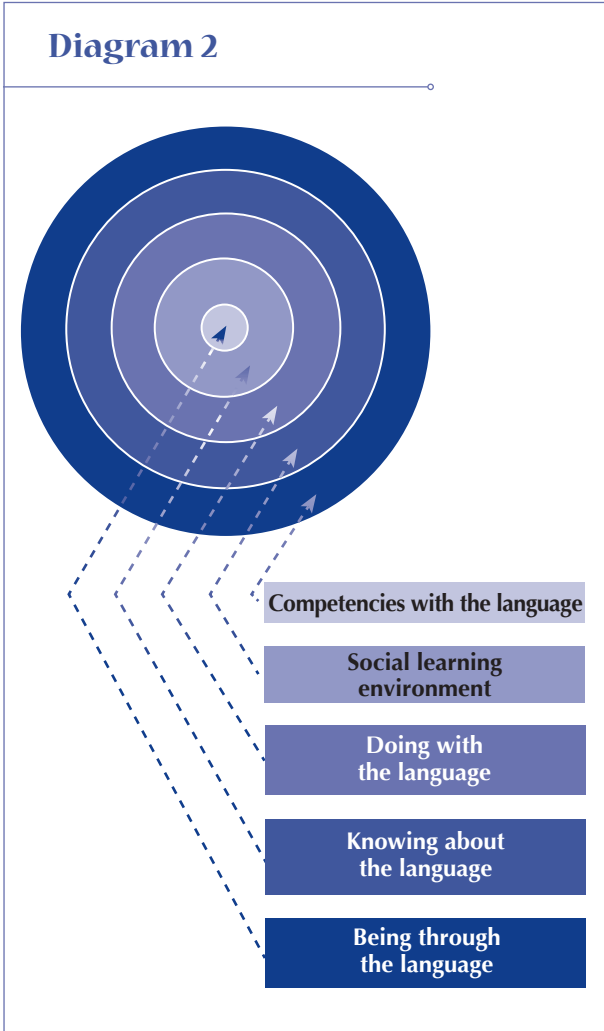 Diagram 2
Competencies with the language
Social learning
environment
Doing with
the language
Knowing about
the language
Being through
the language